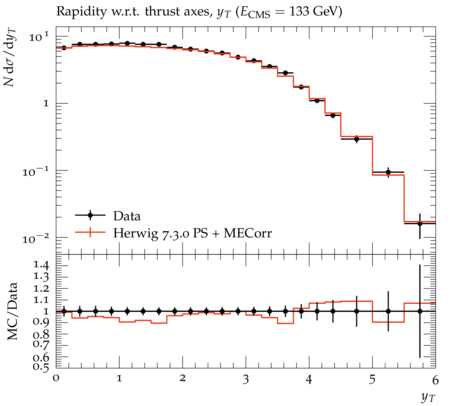 Rapidity w.r.t. thrust axes, y_T (E_CMS = 133 GeV)
N dσ/dy_T
10^1
1
10^−1
10^−2
Data
Herwig 7.3.0 PS + MECorr
MC/Data
1.4
1.3
1.2
1.1
1
0.9
0.8
0.7
0.6
0.5
0 1 2 3 4 5 6
y_T